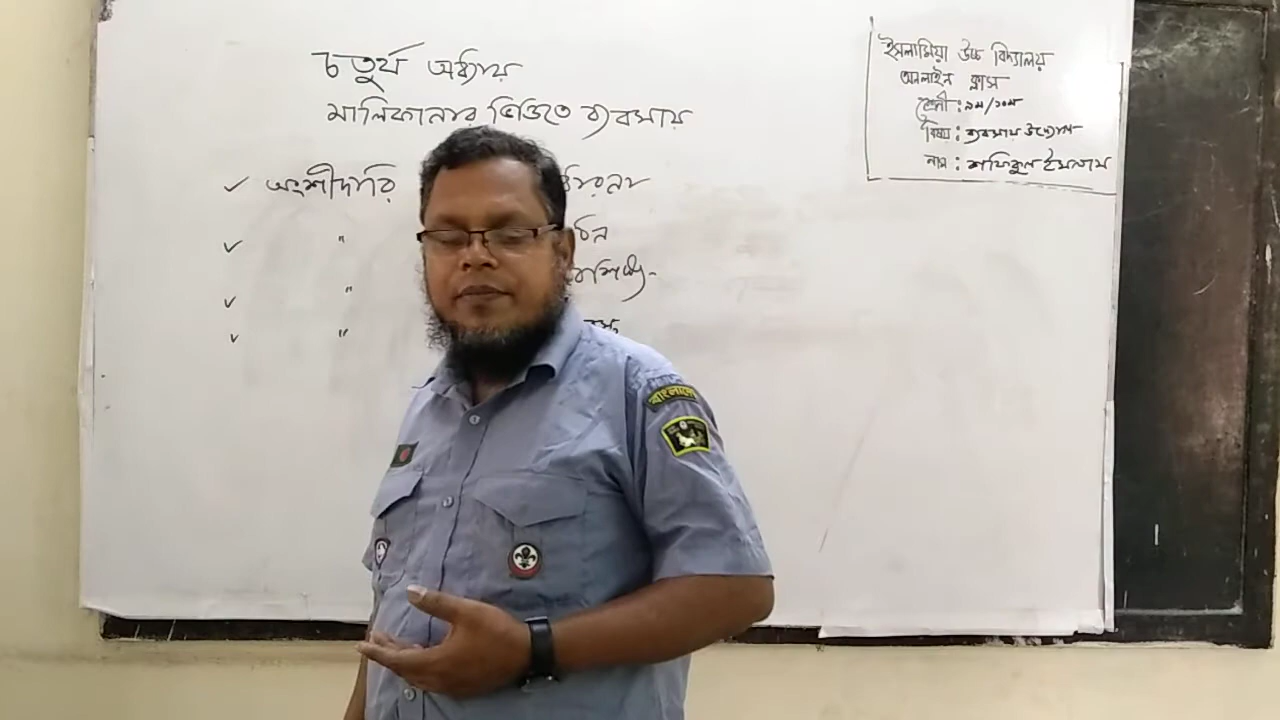 চতুর্থ অধ্যায়
মালিকানার ভিত্তিতে ব্যবসায়
✓ অংশীদারি
✓ "
✓ "
✓ "
ইসলামিয়া উচ্চ বিদ্যালয়
অনলাইন ক্লাস
শ্রেনী : ৯ম/১০ম
বিষয় : ব্যবসায় উদ্যোগ
নাম : শফিকুল ইসলাম